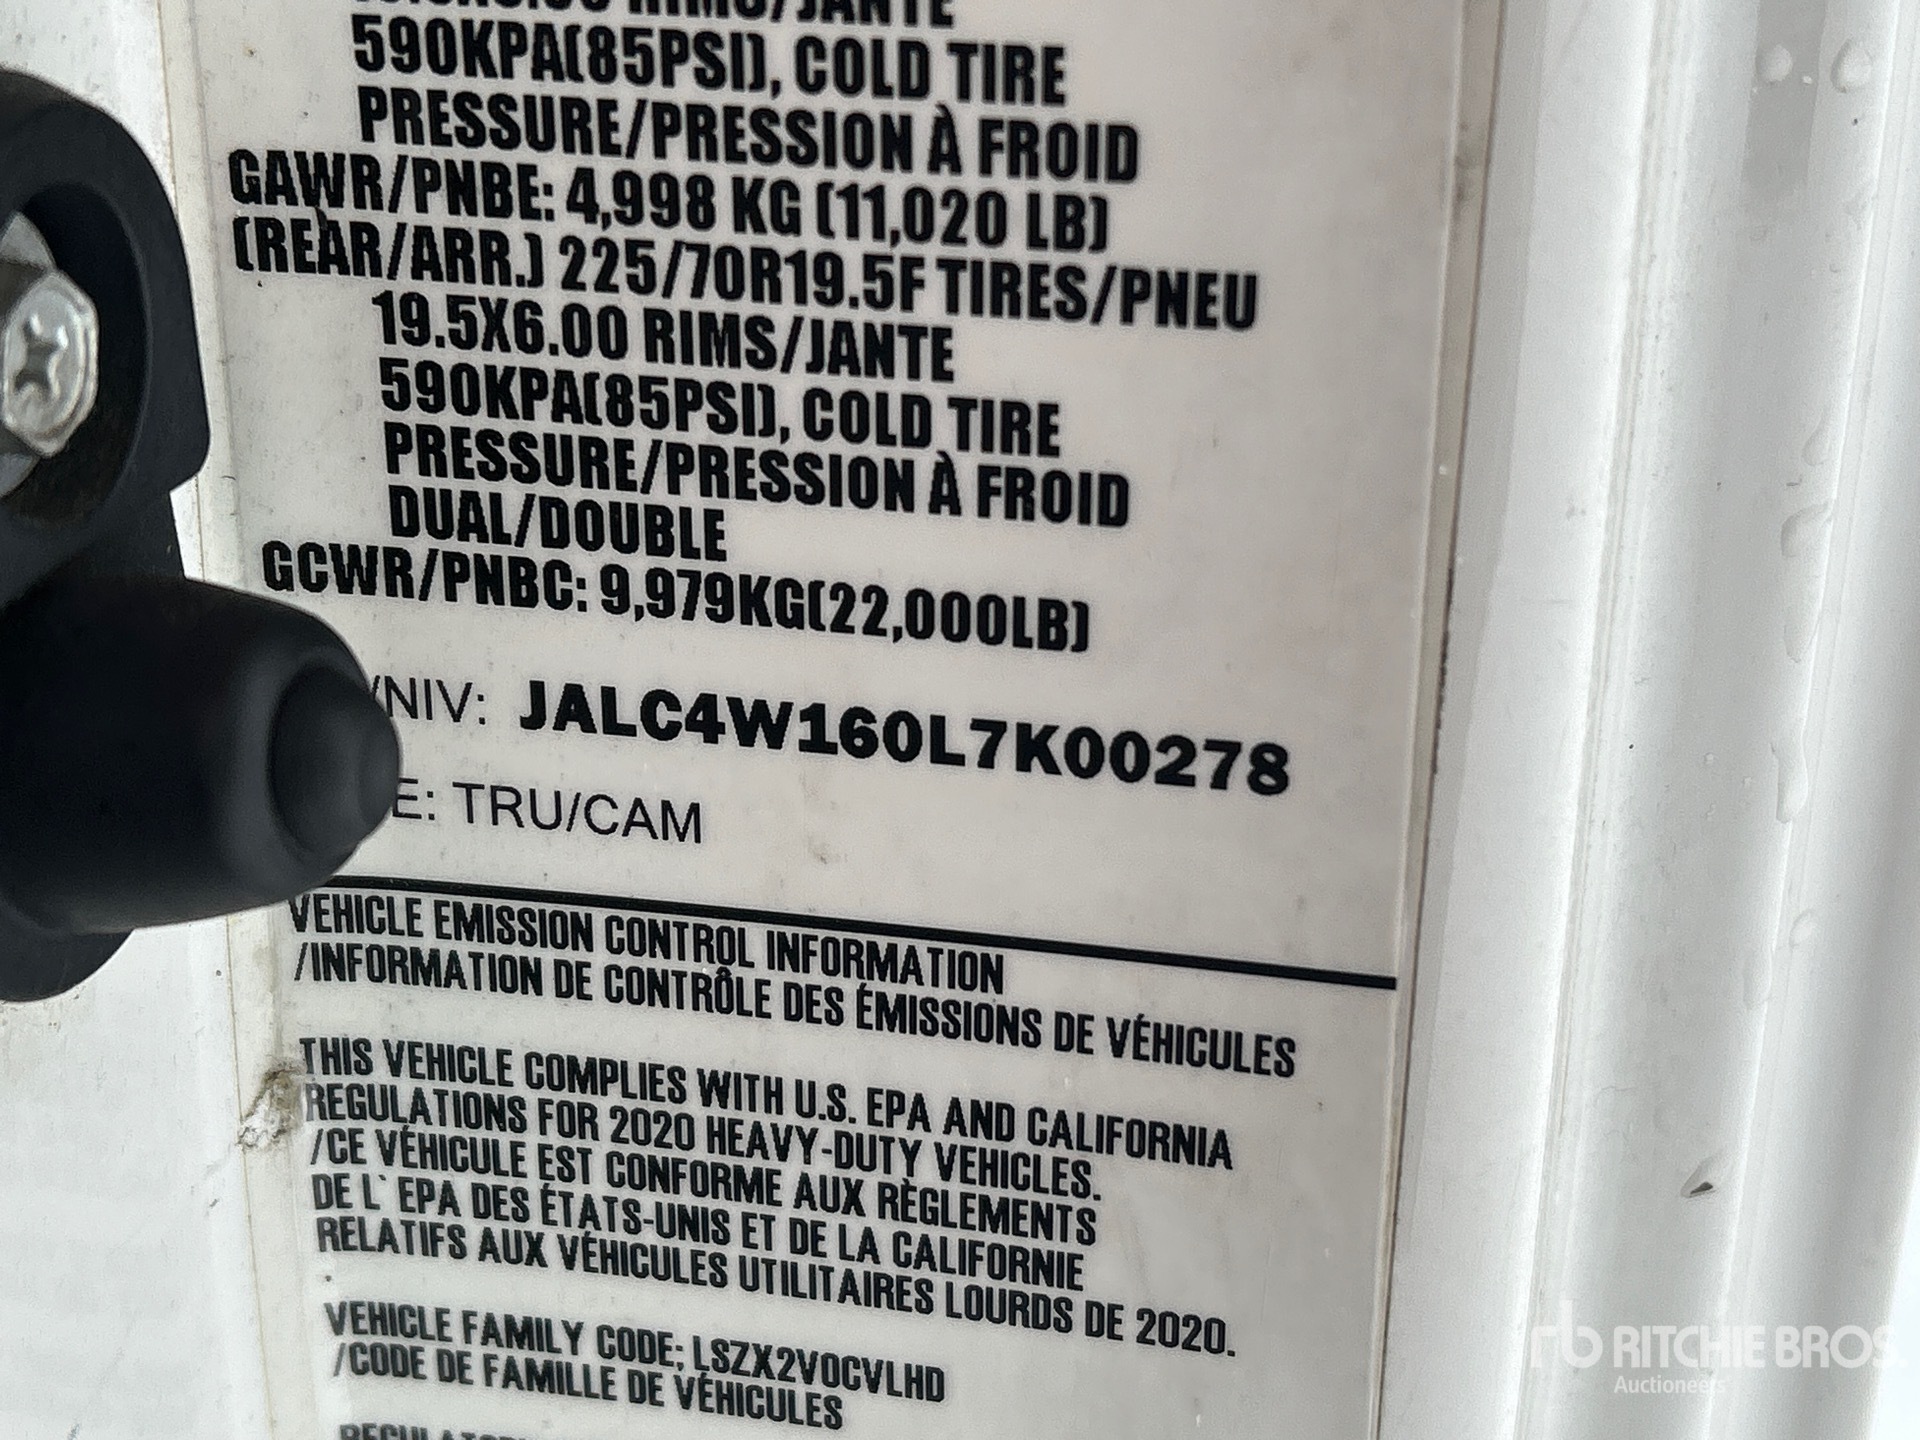 RIMS/JANTE
590KPA(85PSI), COLD TIRE
PRESSURE/PRESSION À FROID
GAWR/PNBE: 4,998 KG (11,020 LB)
(REAR/ARR.) 225/70R19.5F TIRES/PNEU
19.5X6.00 RIMS/JANTE
590KPA(85PSI), COLD TIRE
PRESSURE/PRESSION À FROID
DUAL/DOUBLE
GCWR/PNBC: 9,979KG(22,000LB)
/NIV: JALC4W160L7K00278
E: TRU/CAM
VEHICLE EMISSION CONTROL INFORMATION
/INFORMATION DE CONTRÔLE DES ÉMISSIONS DE VÉHICULES
THIS VEHICLE COMPLIES WITH U.S. EPA AND CALIFORNIA
REGULATIONS FOR 2020 HEAVY-DUTY VEHICLES.
/CE VÉHICULE EST CONFORME AUX RÈGLEMENTS
DE L`EPA DES ÉTATS-UNIS ET DE LA CALIFORNIE
RELATIFS AUX VÉHICULES UTILITAIRES LOURDS DE 2020.
VEHICLE FAMILY CODE; LSZX2VOCVLHD
/CODE DE FAMILLE DE VÉHICULES
rb RITCHIE BROS.
Auctioneers